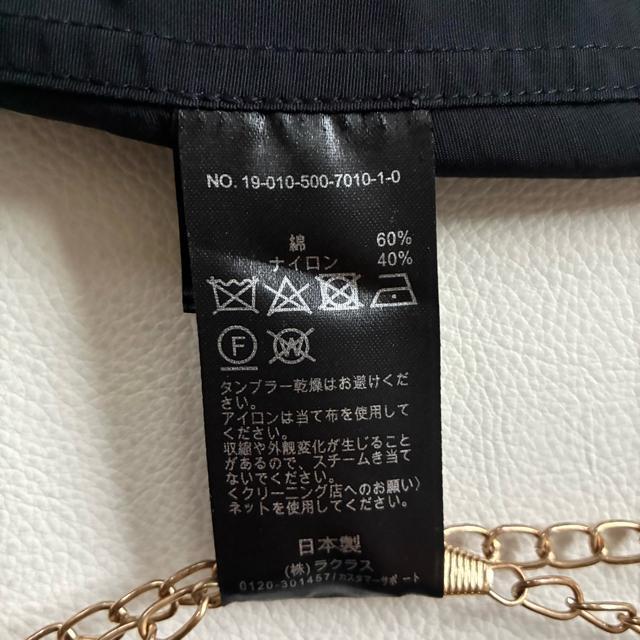 NO. 19-010-500-7010-1-0
綿 60%
ナイロン 40%
F W
タンブラー乾燥はお避けくだ
さい。
アイロンは当て布を使用して
ください。
収縮や外観変化が生じること
があるので、スチームき当て
ないでください。
くクリーニング店へのお願い〉
ネットを使用してください。
日本製
(株) ラクラス
0120-301457/カスタマーサポート